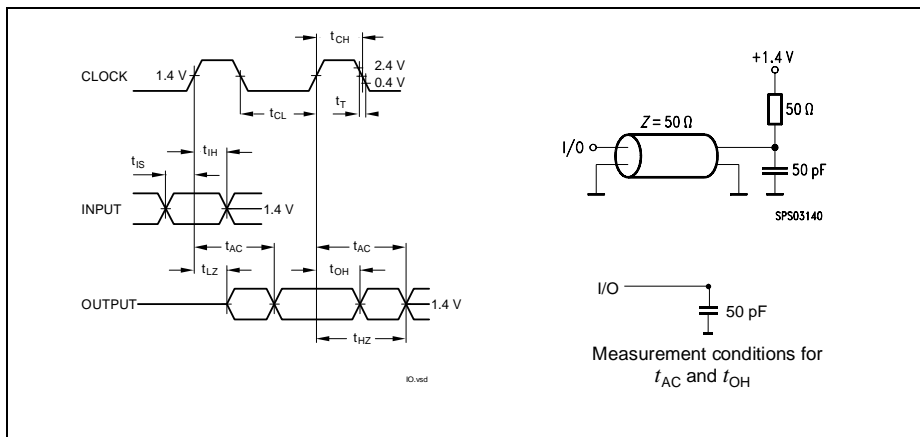 tCH
2.4 V
CLOCK
1.4 V
0.4 V
tT
tCL
tIS
tIH
INPUT
1.4 V
tAC
tAC
tLZ
tOH
OUTPUT
1.4 V
tHZ
IO.vsd
+1.4 V
50 Ω
Z = 50 Ω
I/O
50 pF
SPS03140
I/O
50 pF
Measurement conditions for
tAC and tOH